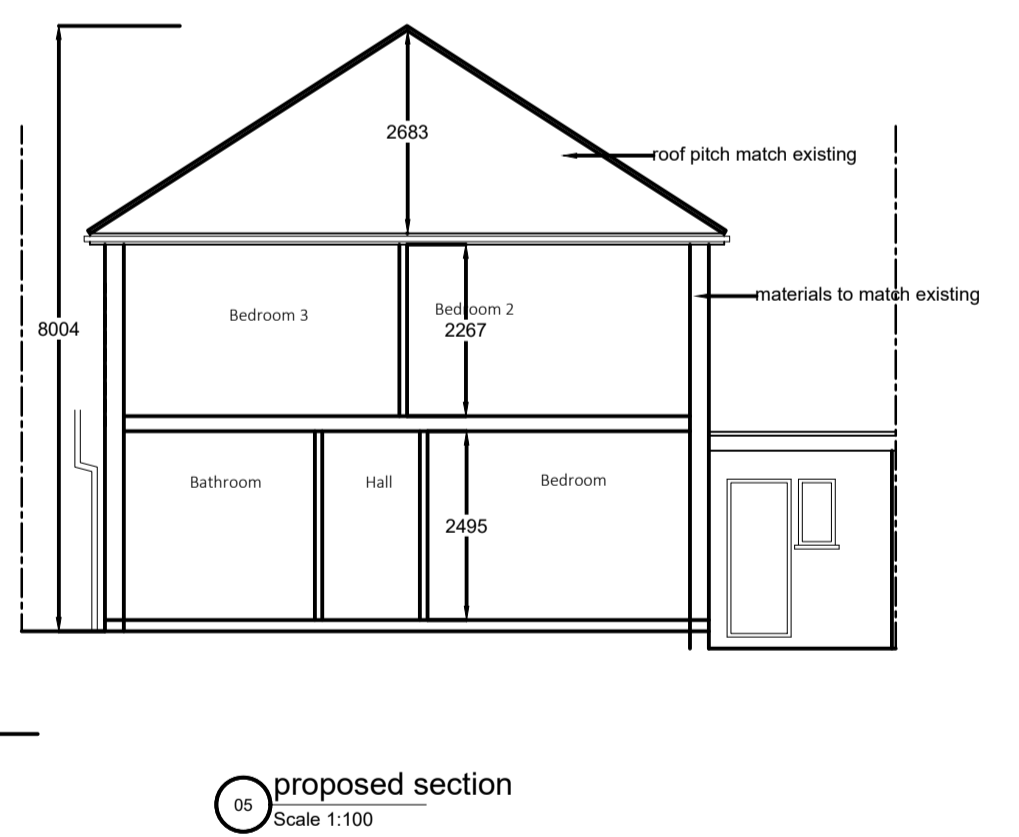 2683
roof pitch match existing
materials to match existing
Bedroom 3
Bedroom 2
8004
2267
Bathroom
Hall
Bedroom
2495
05
proposed section
Scale 1:100